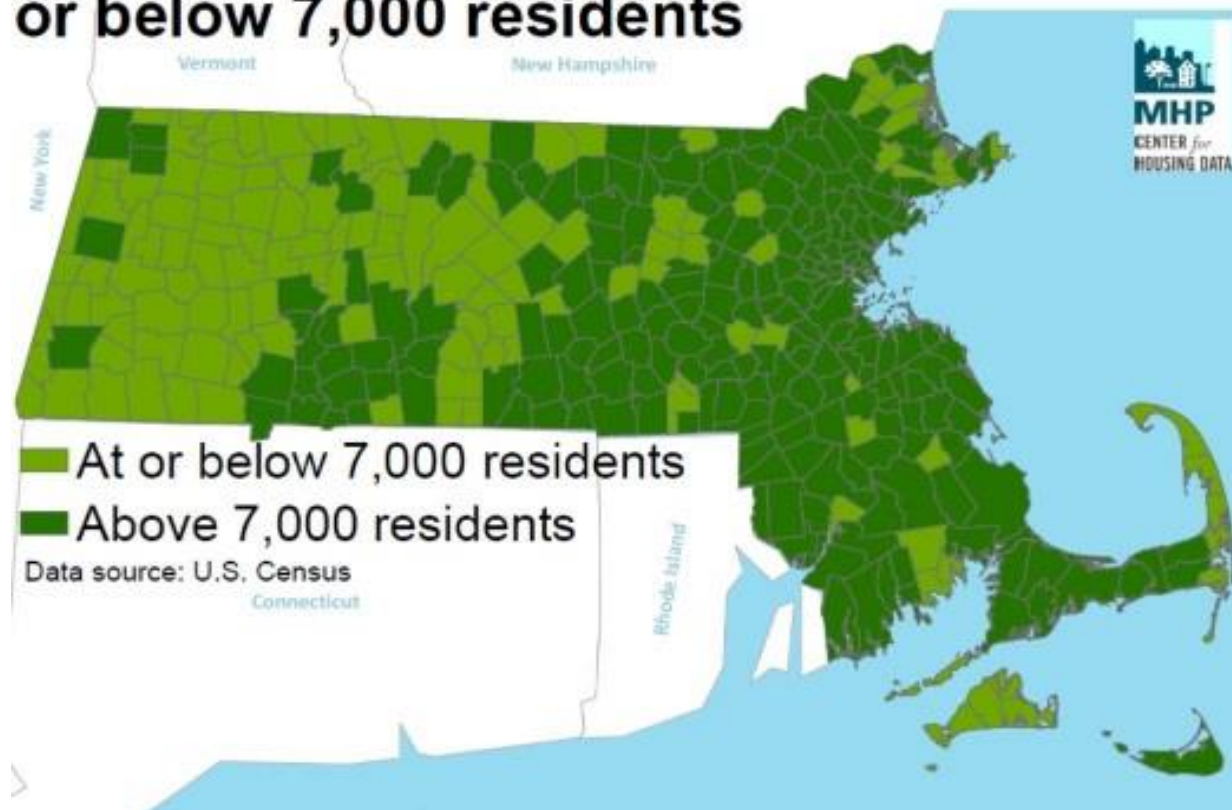 or below 7,000 residents
Vermont
New Hampshire
New York
MHP
CENTER for
HOUSING DATA
At or below 7,000 residents
Above 7,000 residents
Data source: U.S. Census
Connecticut
Rhode Island